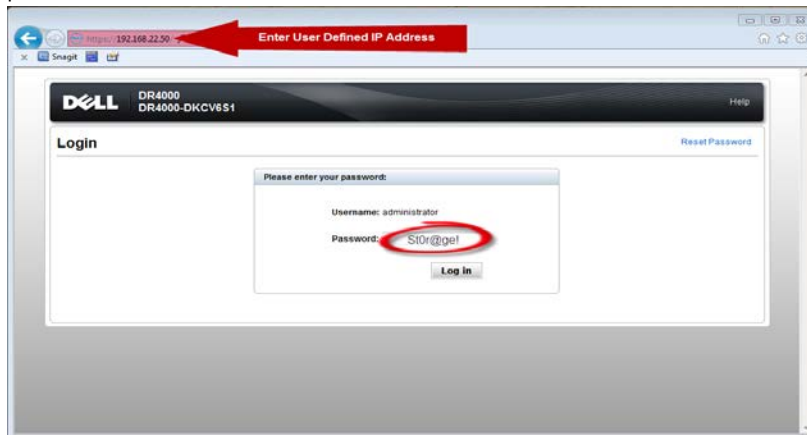 https://192.168.22.50
Enter User Defined IP Address
Snagit
DELL
DR4000
DR4000-DKCV6S1
Help
Login
Reset Password
Please enter your password:
Username: administrator
Password: St0r@ge!
Log in